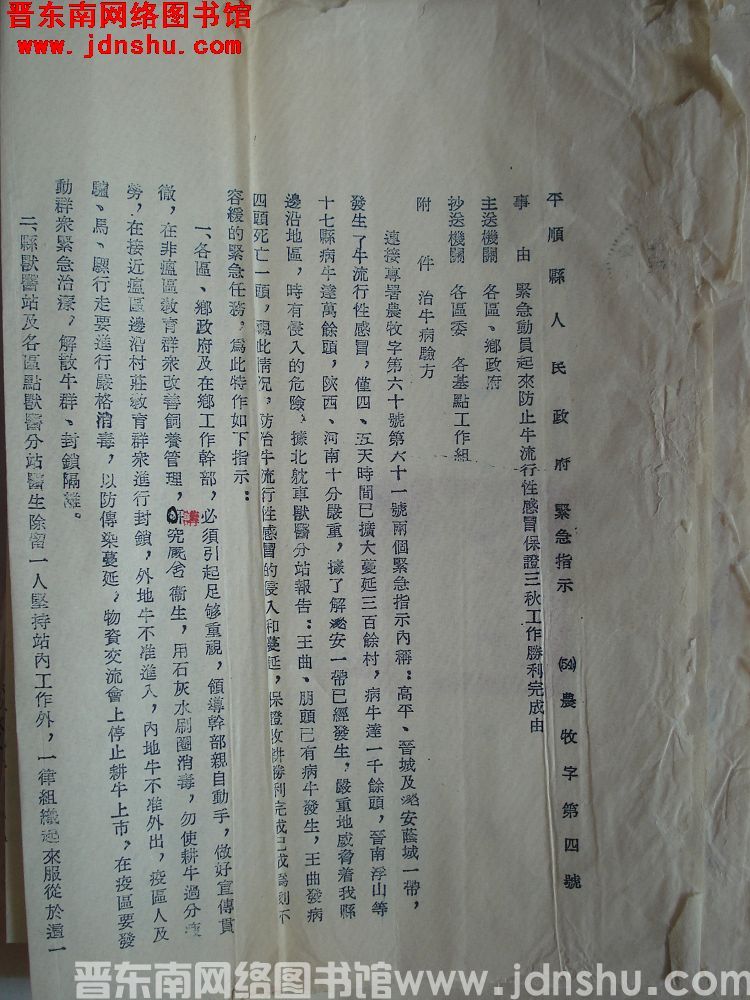 晋东南网络图书馆
www.jdnshu.com
平順縣人民政府緊急指示 (54)農牧字第四號
事由 緊急動員起來防止牛流行性感冒保證三秋工作勝利完成由
主送機關 各區、鄉政府
抄送機關 各區委 各基點工作組
附件 治牛病驗方
遠接專署農牧字第六十號第六十一號兩個緊急指示內稱：高平、晉城及潞安蔭城一帶，
發生了牛流行性感冒，僅四、五天時間已擴大蔓延三百餘村，病牛達一千餘頭，晉南浮山等
十七縣病牛達萬餘頭，陝西、河南十分嚴重，據了解潞安一帶已經發生，嚴重地威脅着我縣
邊沿地區，時有侵入的危險，據北躭車獸醫分站報告：王曲、朋頭已有病牛發生，王曲發病
四頭死亡一頭，觀此情况，防治牛流行性感冒的侵入和蔓延，保證收耕勝利完成已成爲刻不
容緩的緊急任務，爲此特作如下指示：
一、各區、鄉政府及在鄉工作幹部，必須引起足够重視，領導幹部親自動手，做好宣傳貫
徹，在非瘟區教育群衆改善飼養管理，講究厩舍衞生，用石灰水刷圈消毒，勿使耕牛過分疲
勞，在接近瘟區邊沿村莊教育群衆進行封鎖，外地牛不准進入，內地牛不准外出，疫區人及
驢、馬、騾行走要進行嚴格消毒，以防傳染蔓延，物資交流會上停止耕牛上市，在疫區要發
動群衆緊急治療，解散牛群、封鎖隔離。
二、縣獸醫站及各區點獸醫分站醫生除留一人堅持站內工作外，一律組織起來服從於這一
晋东南网络图书馆www.jdnshu.com